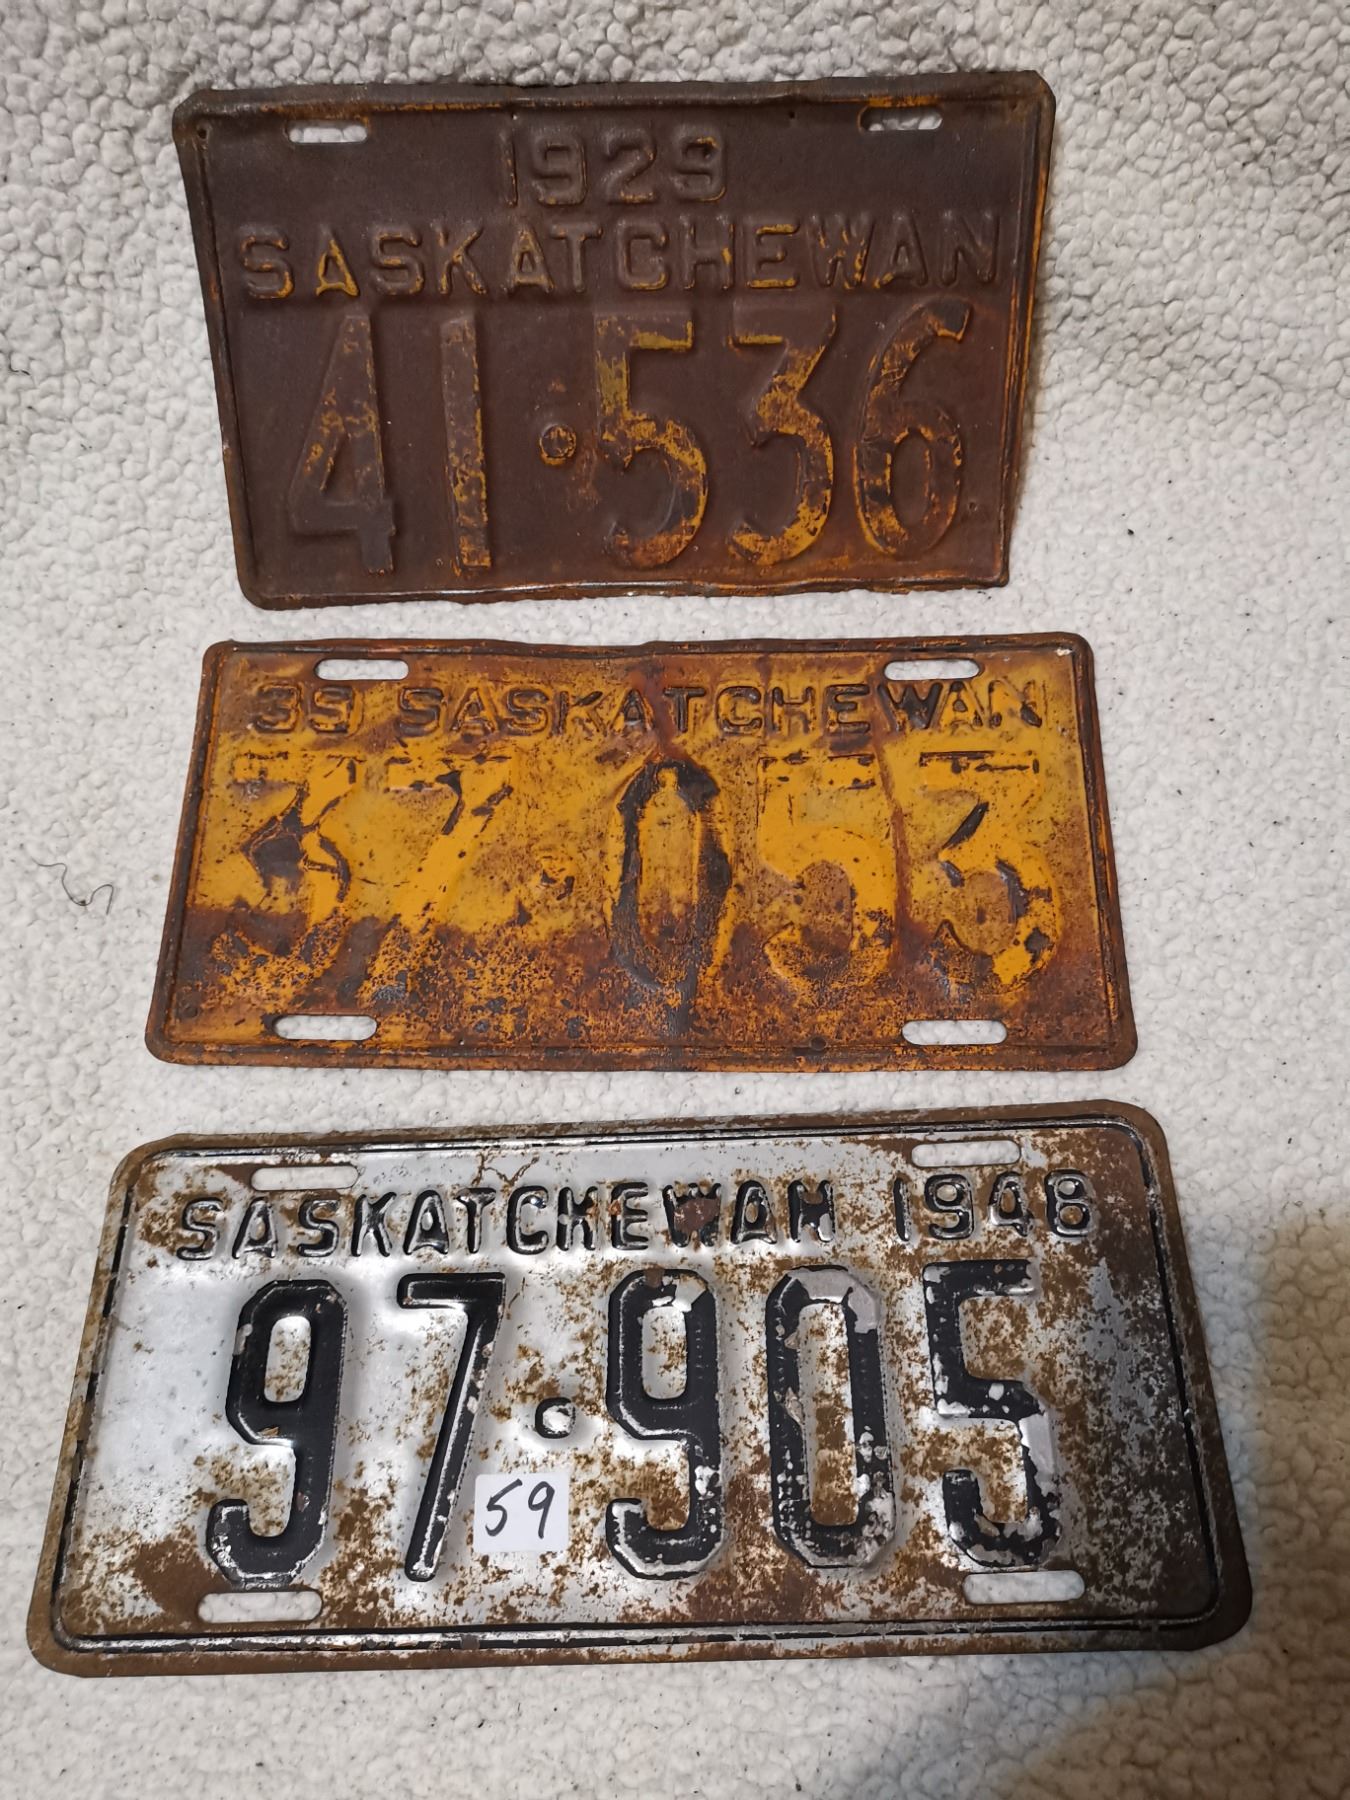 1929
SASKATCHEWAN
41·536
39 SASKATCHEWAN
37·053
SASKATCHEWAN 1948
97·905
59